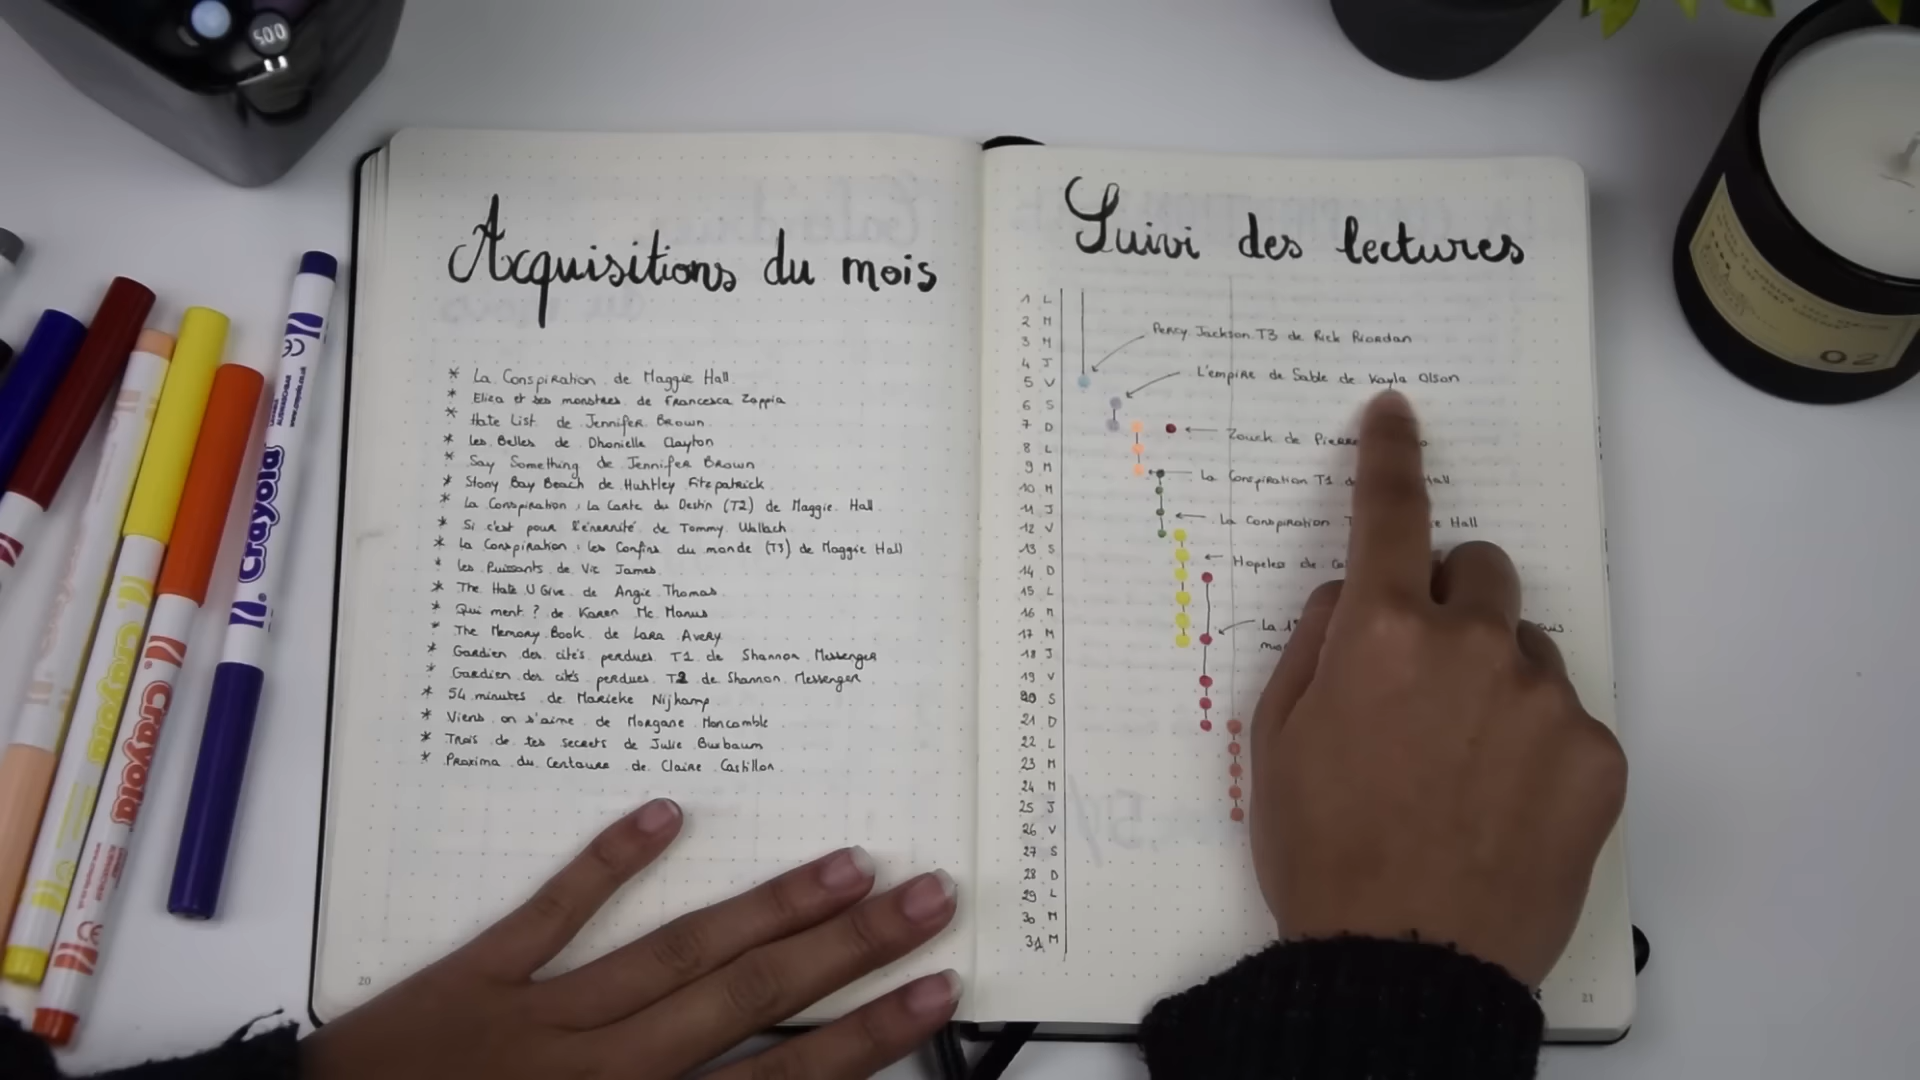 Acquisitions du mois
* La Conspiration de Maggie Hall
* Eliza et ses monstres de Francesca Zappia
* Hate List de Jennifer Brown
* Les Belles de Dhonielle Clayton
* Say Something de Jennifer Brown
* Stony Bay Beach de Huntley Fitzpatrick
* La Conspiration : La Carte du Destin (T2) de Maggie Hall
* Si c'est pour l'éternité de Tommy Wallach
* La Conspiration : les Confins du monde (T3) de Maggie Hall
* Les Puissants de Vic James
* The Hate U Give de Angie Thomas
* Qui ment ? de Karen Mc Manus
* The Memory Book de Lara Avery
* Gardien des cités perdues T1 de Shannon Messenger
* Gardien des cités perdues T2 de Shannon Messenger
* 54 minutes de Marieke Nijkamp
* Viens on s'aime de Morgane Moncomble
* Trois de tes secrets de Julie Buxbaum
* Proxima du Centaure de Claire Castillon
20
Suivi des lectures
1 L
2 M
3 M
4 J
5 V
6 S
7 D
8 L
9 M
10 M
11 J
12 V
13 S
14 D
15 L
16 M
17 M
18 J
19 V
20 S
21 D
22 L
23 M
24 M
25 J
26 V
27 S
28 D
29 L
30 M
31 M
Percy Jackson T3 de Rick Riordan
L'empire de Sable de Kayla Olson
Zouck de Pierre
La Conspiration T1 Hall
La Conspiration Hall
Hopeless de
La
21
Crayola
Crayola
Crayola
500
02